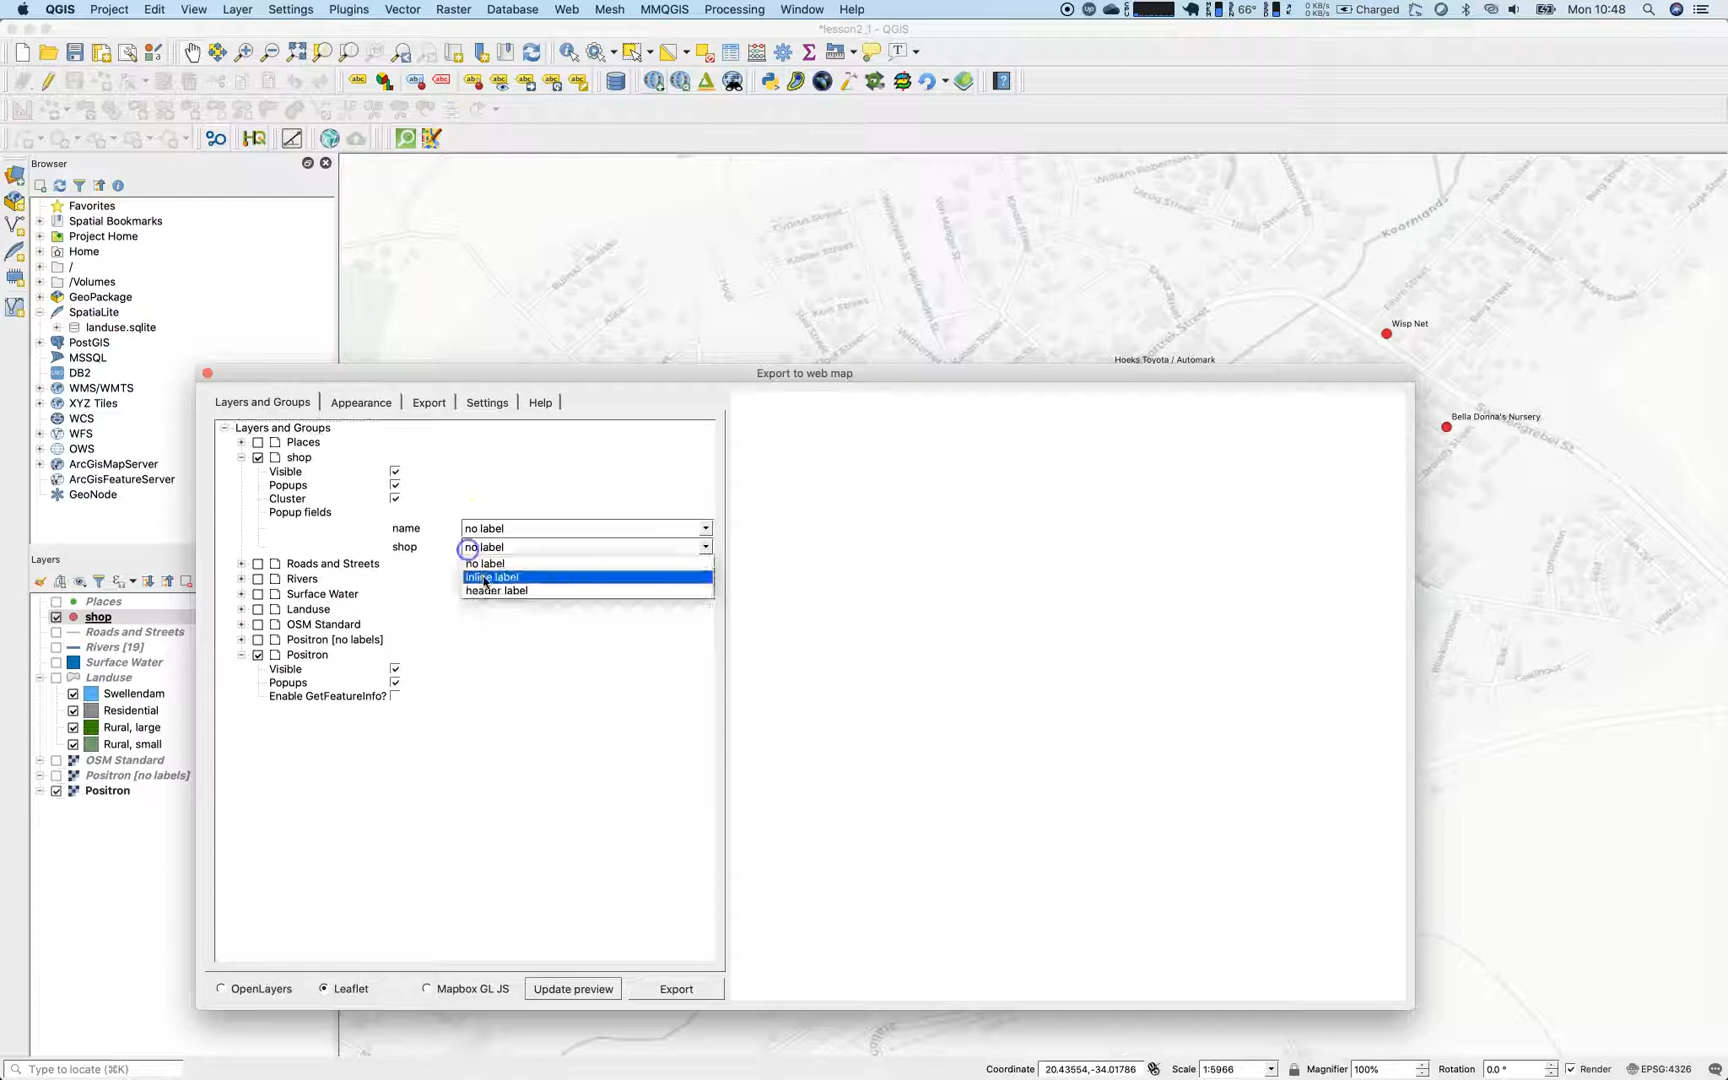 QGIS Project Edit View Layer Settings Plugins Vector Raster Database Web Mesh MMQGIS Processing Window Help
66° 0 KB/s 0 KB/s Charged Mon 10:48
*lesson2_1 - QGIS
Browser
Favorites
Spatial Bookmarks
Project Home
Home
/
/Volumes
GeoPackage
SpatiaLite
landuse.sqlite
PostGIS
MSSQL
DB2
WMS/WMTS
XYZ Tiles
WCS
WFS
OWS
ArcGisMapServer
ArcGisFeatureServer
GeoNode
Layers
Places
shop
Roads and Streets
Rivers [19]
Surface Water
Landuse
Swellendam
Residential
Rural, large
Rural, small
OSM Standard
Positron [no labels]
Positron
Koornlands
Wisp Net
Hoeks Toyota / Automark
Bella Donna's Nursery
Export to web map
Layers and Groups Appearance Export Settings Help
Layers and Groups
Places
shop
Visible
Popups
Cluster
Popup fields
name no label
shop no label
no label
inline label
header label
Roads and Streets
Rivers
Surface Water
Landuse
OSM Standard
Positron [no labels]
Positron
Visible
Popups
Enable GetFeatureInfo?
OpenLayers Leaflet Mapbox GL JS Update preview Export
Type to locate (⌘K) Coordinate 20.43554,-34.01786 Scale 1:5966 Magnifier 100% Rotation 0.0 ° Render EPSG:4326